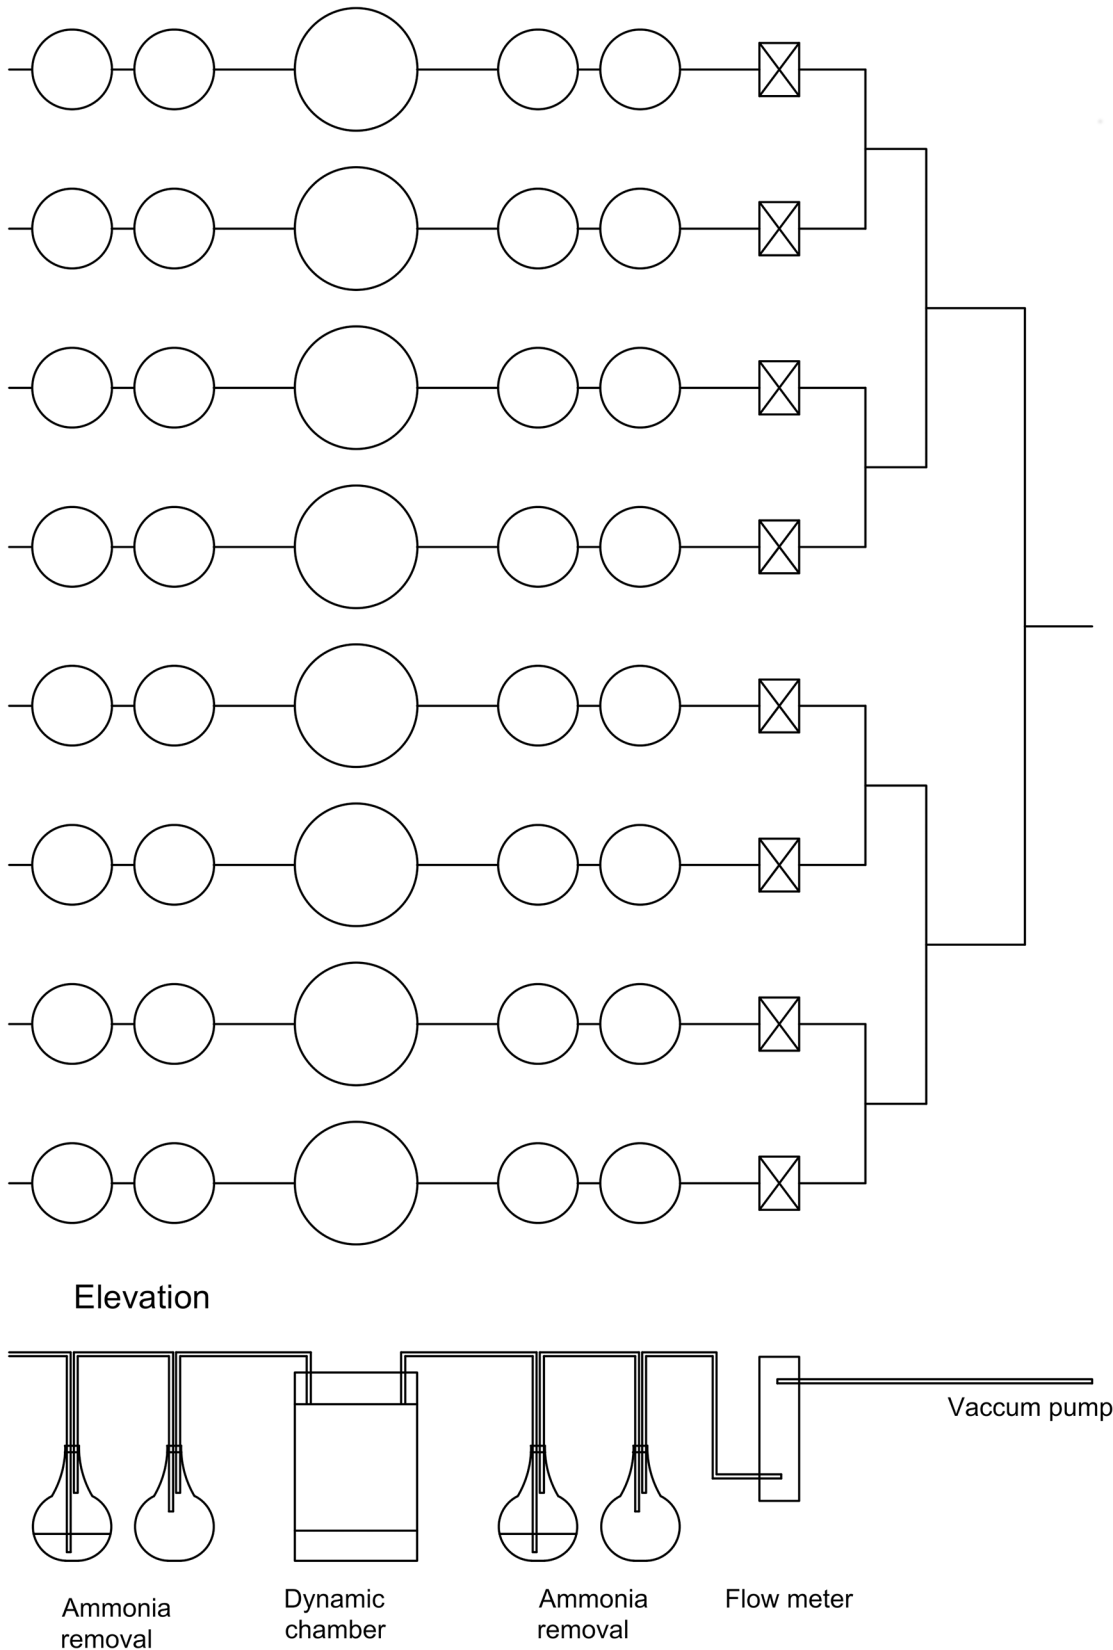 Elevation
Vaccum pump
Ammonia
removal
Dynamic
chamber
Ammonia
removal
Flow meter